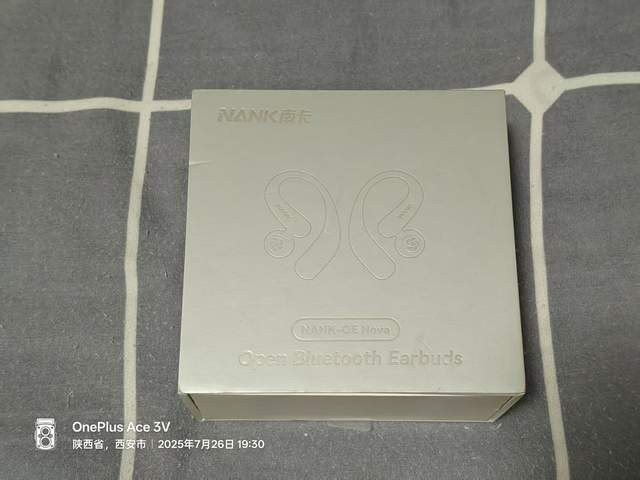 NANK南卡
NANK-OE Nova
Open Bluetooth Earbuds
OnePlus Ace 3V
陕西省，西安市 | 2025年7月26日 19:30